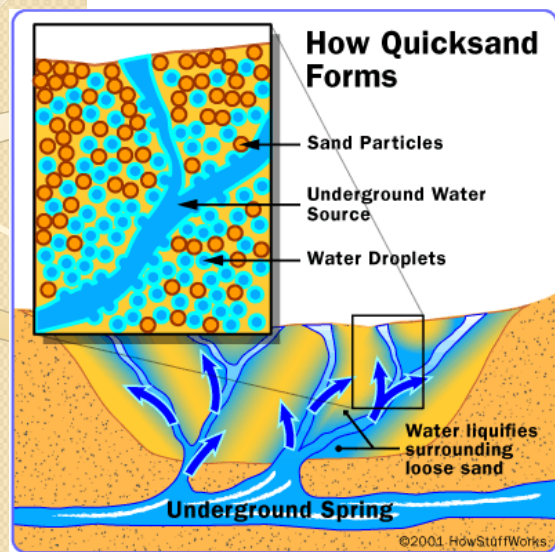 How Quicksand
Forms
Sand Particles
Underground Water
Source
Water Droplets
Water liquifies
surrounding
loose sand
Underground Spring
©2001 HowStuffWorks